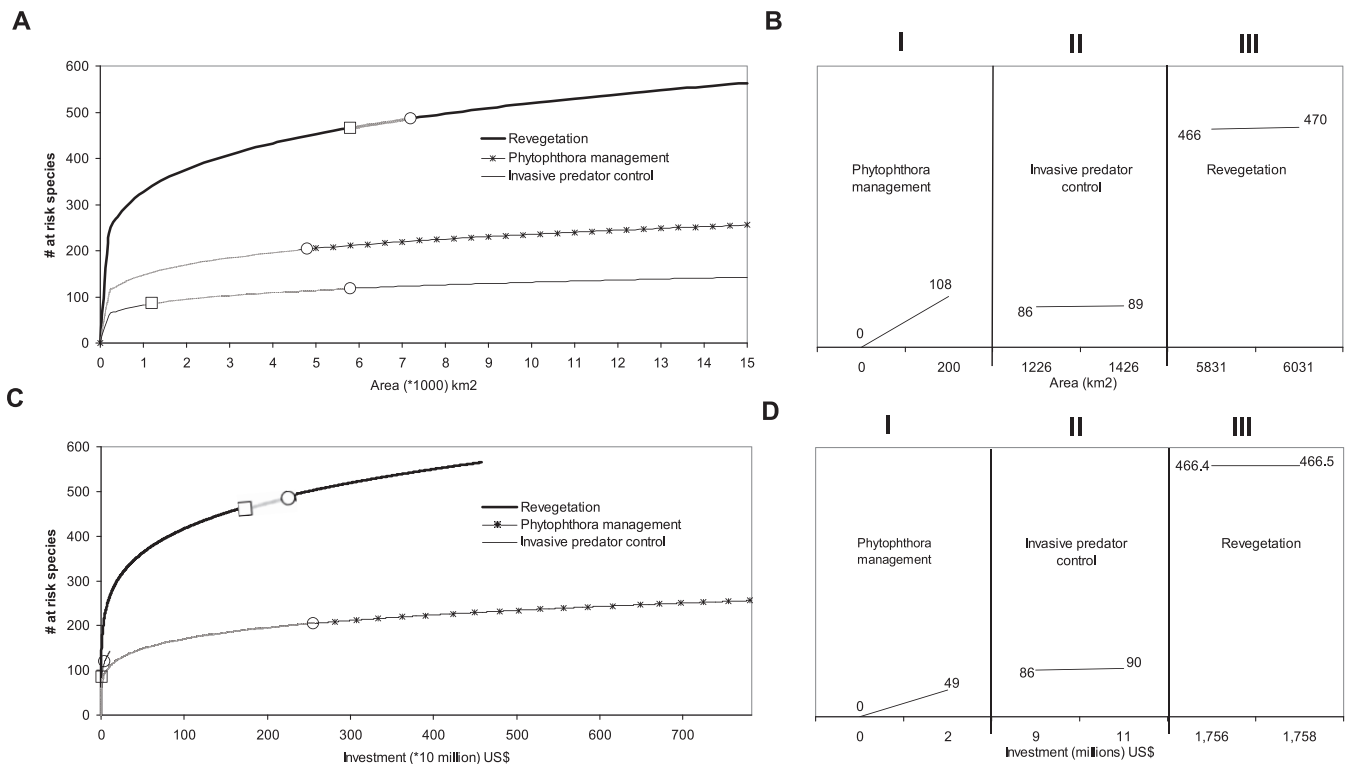 A
600
500
400
300
200
100
0
# at risk species
Revegetation
Phytophthora management
Invasive predator control
0 1 2 3 4 5 6 7 8 9 10 11 12 13 14 15
Area (*1000) km2
B
I II III
Phytophthora
management
Invasive predator
control
Revegetation
0
108
86
89
466
470
0 200 1226 1426 5831 6031
Area (km2)
C
600
500
400
300
200
100
0
# at risk species
Revegetation
Phytophthora management
Invasive predator control
0 100 200 300 400 500 600 700
Investment (*10 million) US$
D
I II III
Phytophthora
management
Invasive predator
control
Revegetation
0
49
86
90
466.4
466.5
0 2 9 11 1,756 1,758
Investment (millions) US$